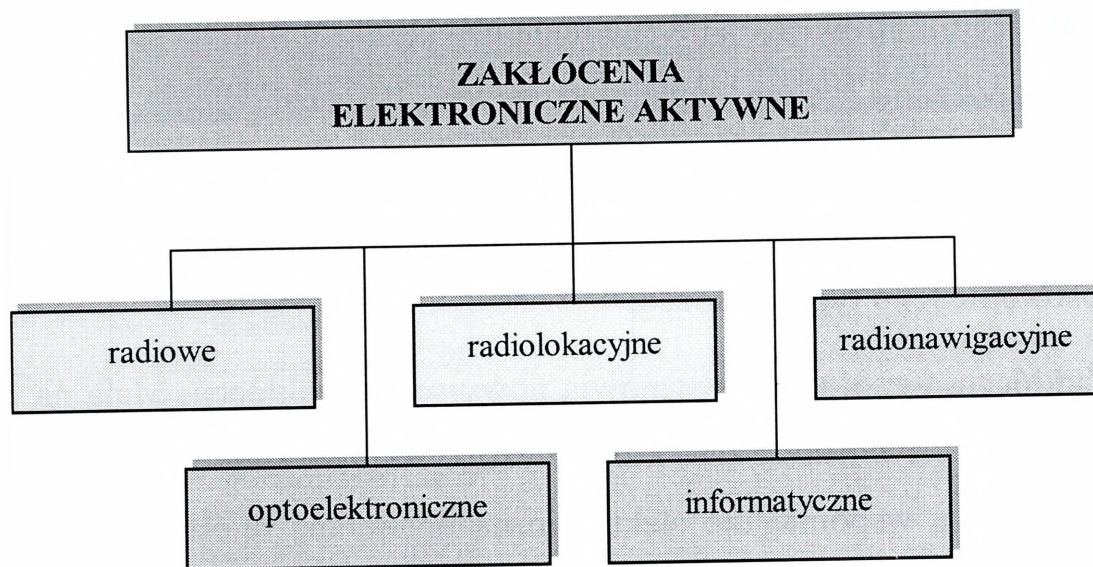 ZAKŁÓCENIA
ELEKTRONICZNE AKTYWNE
radiowe
radiolokacyjne
radionawigacyjne
optoelektroniczne
informatyczne